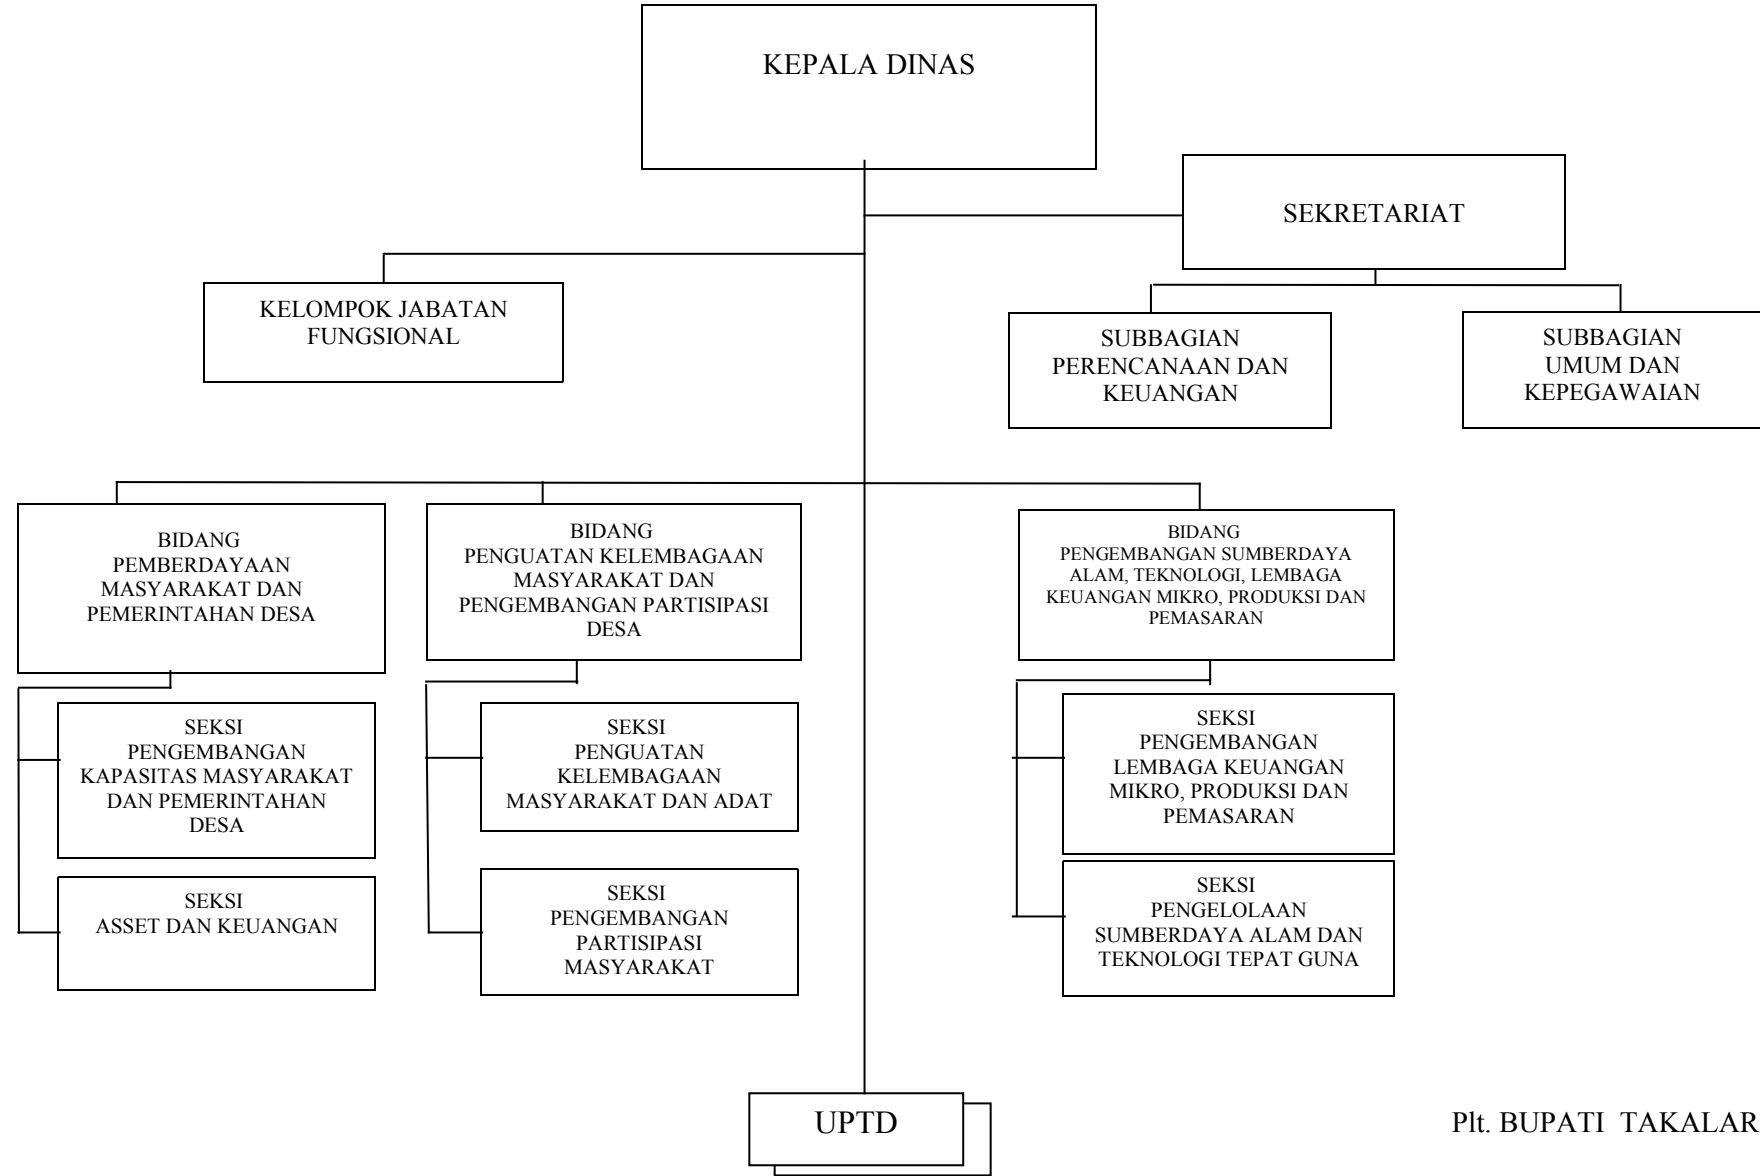 KEPALA DINAS
SEKRETARIAT
KELOMPOK JABATAN
FUNGSIONAL
SUBBAGIAN
PERENCANAAN DAN
KEUANGAN
SUBBAGIAN
UMUM DAN
KEPEGAWAIAN
BIDANG
PEMBERDAYAAN
MASYARAKAT DAN
PEMERINTAHAN DESA
BIDANG
PENGUATAN KELEMBAGAAN
MASYARAKAT DAN
PENGEMBANGAN PARTISIPASI
DESA
BIDANG
PENGEMBANGAN SUMBERDAYA
ALAM, TEKNOLOGI, LEMBAGA
KEUANGAN MIKRO, PRODUKSI DAN
PEMASARAN
SEKSI
PENGEMBANGAN
KAPASITAS MASYARAKAT
DAN PEMERINTAHAN
DESA
SEKSI
PENGUATAN
KELEMBAGAAN
MASYARAKAT DAN ADAT
SEKSI
PENGEMBANGAN
LEMBAGA KEUANGAN
MIKRO, PRODUKSI DAN
PEMASARAN
SEKSI
ASSET DAN KEUANGAN
SEKSI
PENGEMBANGAN
PARTISIPASI
MASYARAKAT
SEKSI
PENGELOLAAN
SUMBERDAYA ALAM DAN
TEKNOLOGI TEPAT GUNA
UPTD
Plt. BUPATI TAKALAR